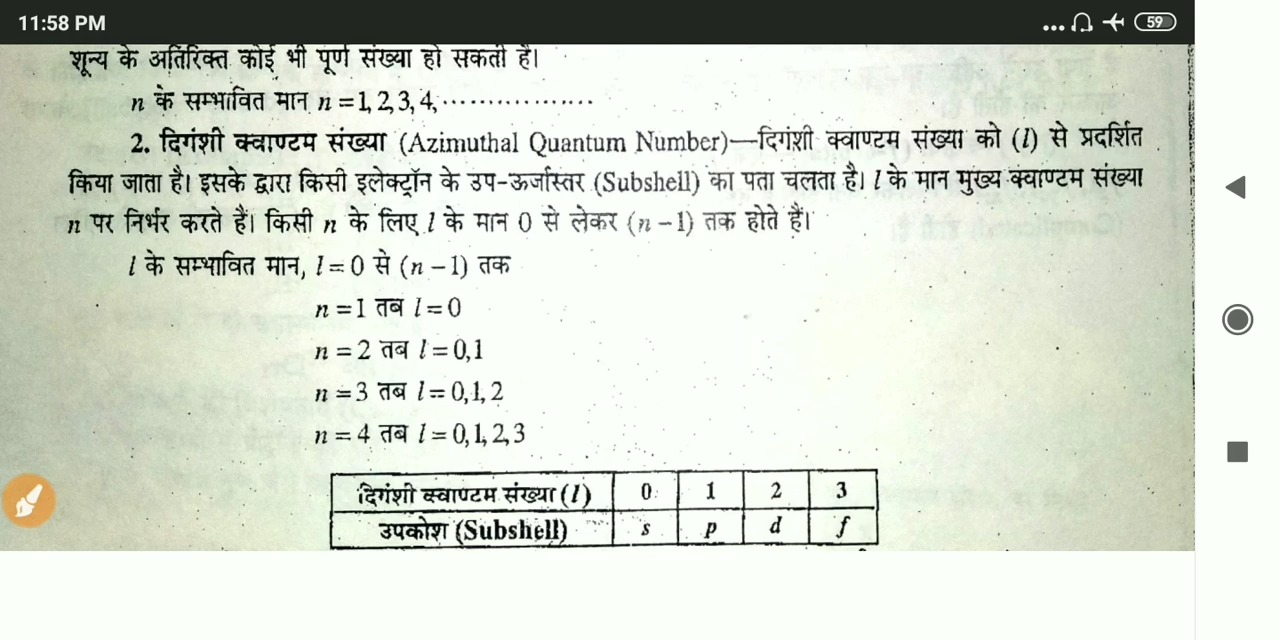 11:58 PM
59
शून्य के अतिरिक्त कोई भी पूर्ण संख्या हो सकती है।
n के सम्भावित मान n = 1, 2, 3, 4, ..................
2. दिगंशी क्वाण्टम संख्या (Azimuthal Quantum Number)—दिगंशी क्वाण्टम संख्या को (l) से प्रदर्शित
किया जाता है। इसके द्वारा किसी इलेक्ट्रॉन के उप-ऊर्जास्तर (Subshell) का पता चलता है। l के मान मुख्य क्वाण्टम संख्या
n पर निर्भर करते हैं। किसी n के लिए l के मान 0 से लेकर (n – 1) तक होते हैं।
l के सम्भावित मान, l = 0 से (n – 1) तक
n = 1 तब l = 0
n = 2 तब l = 0, 1
n = 3 तब l = 0, 1, 2
n = 4 तब l = 0, 1, 2, 3
दिगंशी क्वाण्टम संख्या (l) 0 1 2 3
उपकोश (Subshell) s p d f